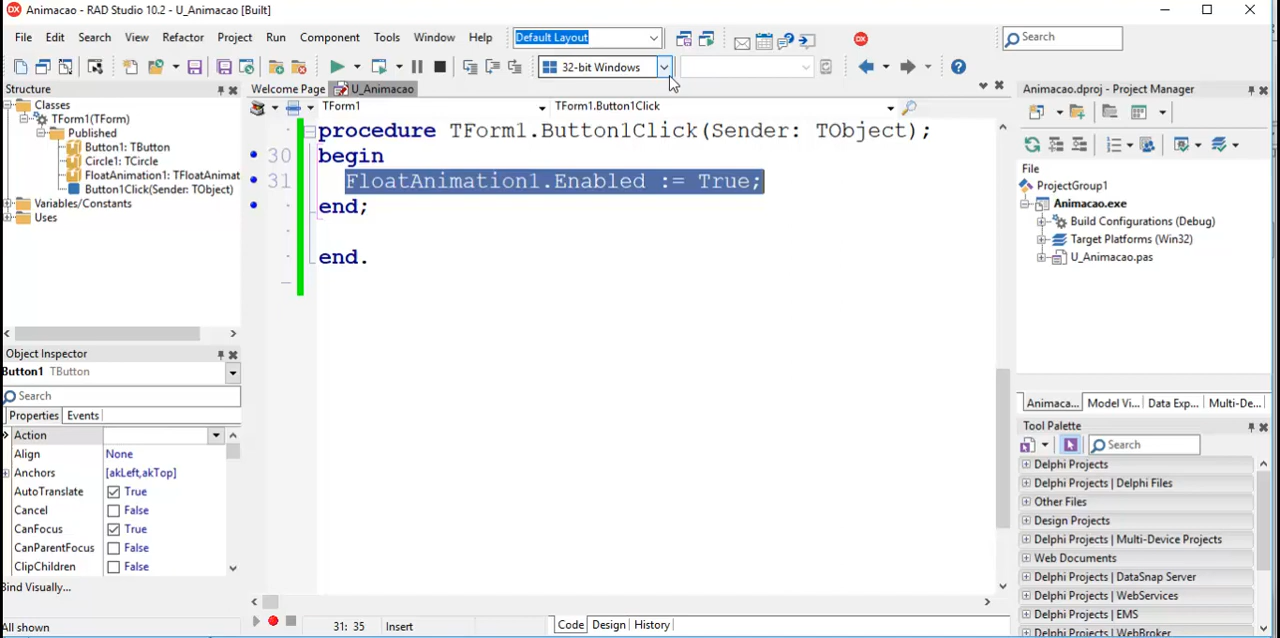 Animacao - RAD Studio 10.2 - U_Animacao [Built]
File Edit Search View Refactor Project Run Component Tools Window Help Default Layout Search
32-bit Windows
Structure
Classes
TForm1(TForm)
Published
Button1: TButton
Circle1: TCircle
FloatAnimation1: TFloatAnimat
Button1Click(Sender: TObject)
Variables/Constants
Uses
Welcome Page U_Animacao
TForm1 TForm1.Button1Click
procedure TForm1.Button1Click(Sender: TObject);
30 begin
31 FloatAnimation1.Enabled := True;
end;
end.
31: 35 Insert Code Design History
Object Inspector
Button1 TButton
Search
Properties Events
Action
Align None
Anchors [akLeft,akTop]
AutoTranslate True
Cancel False
CanFocus True
CanParentFocus False
ClipChildren False
Bind Visually...
All shown
Animacao.dproj - Project Manager
File
ProjectGroup1
Animacao.exe
Build Configurations (Debug)
Target Platforms (Win32)
U_Animacao.pas
Animaca... Model Vi... Data Exp... Multi-De...
Tool Palette
Search
Delphi Projects
Delphi Projects | Delphi Files
Other Files
Design Projects
Delphi Projects | Multi-Device Projects
Web Documents
Delphi Projects | DataSnap Server
Delphi Projects | WebServices
Delphi Projects | EMS
Delphi Projects | WebBroker